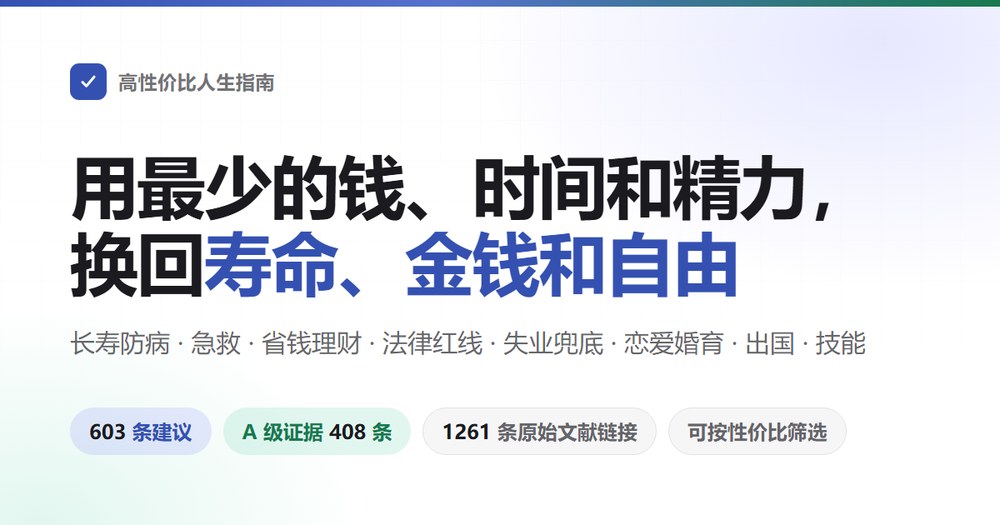 高性价比人生指南
用最少的钱、时间和精力，
换回寿命、金钱和自由
长寿防病 · 急救 · 省钱理财 · 法律红线 · 失业兜底 · 恋爱婚育 · 出国 · 技能
603 条建议 A 级证据 408 条 1261 条原始文献链接 可按性价比筛选